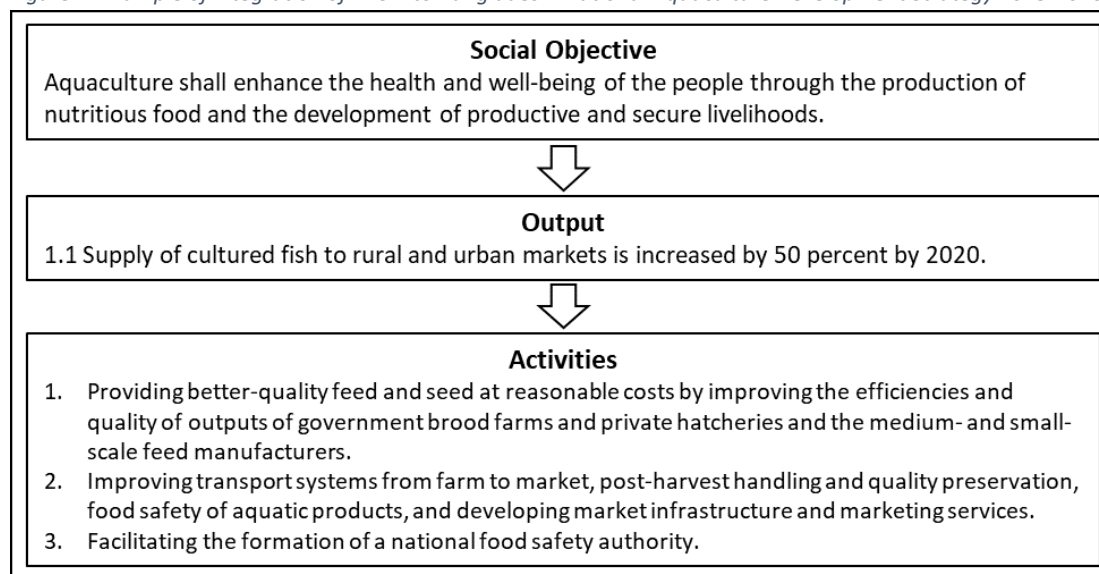 Social Objective
Aquaculture shall enhance the health and well-being of the people through the production of
nutritious food and the development of productive and secure livelihoods.
Output
1.1 Supply of cultured fish to rural and urban markets is increased by 50 percent by 2020.
Activities
1. Providing better-quality feed and seed at reasonable costs by improving the efficiencies and
quality of outputs of government brood farms and private hatcheries and the medium- and small-
scale feed manufacturers.
2. Improving transport systems from farm to market, post-harvest handling and quality preservation,
food safety of aquatic products, and developing market infrastructure and marketing services.
3. Facilitating the formation of a national food safety authority.